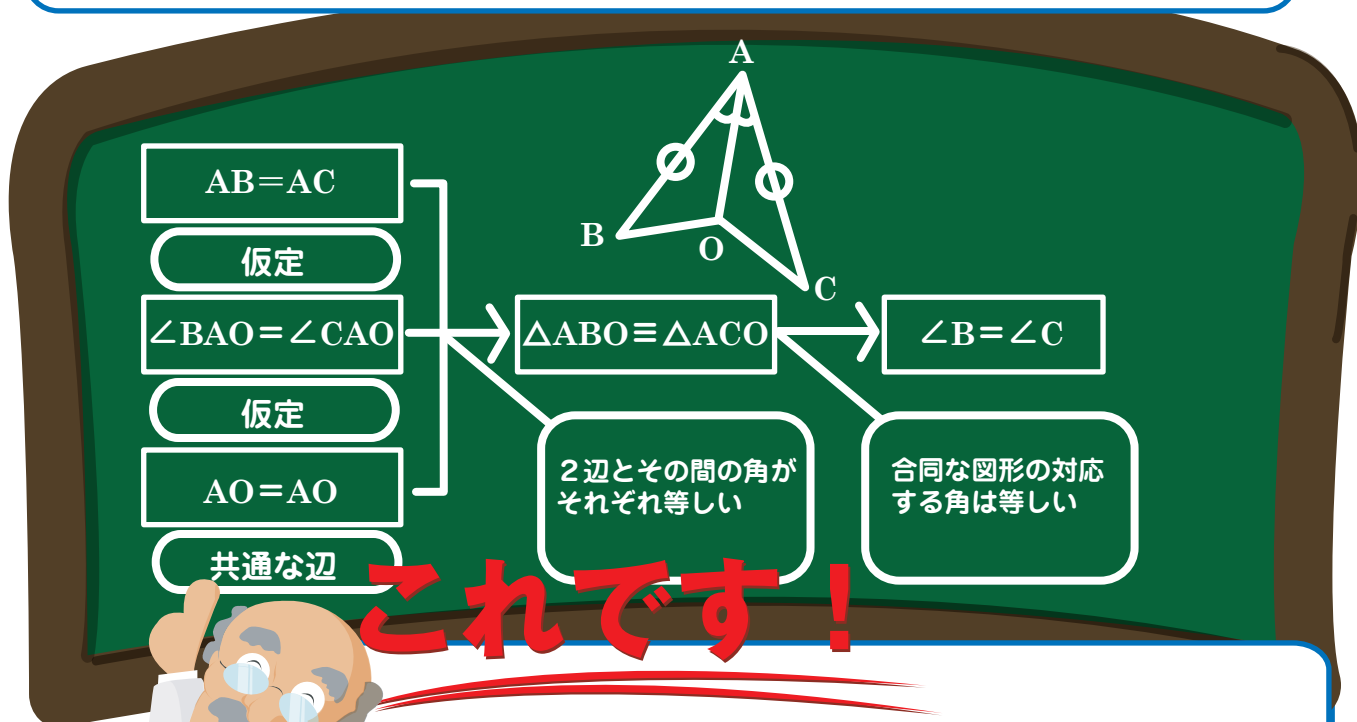 A
B
O
C
AB=AC
仮定
∠BAO=∠CAO
仮定
AO=AO
共通な辺
△ABO≡△ACO
2辺とその間の角が
それぞれ等しい
∠B=∠C
合同な図形の対応
する角は等しい
これです!